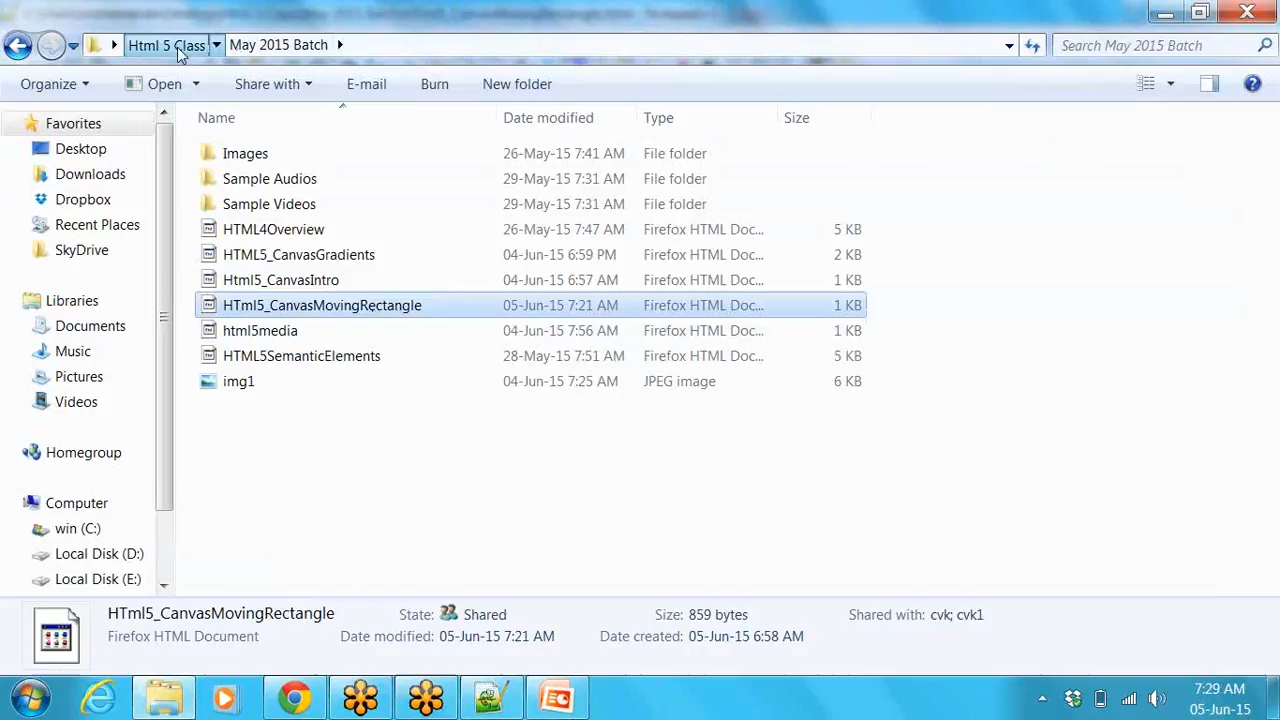 Html 5 Class May 2015 Batch Search May 2015 Batch
Organize Open Share with E-mail Burn New folder
Name Date modified Type Size
Favorites
Desktop
Downloads
Dropbox
Recent Places
SkyDrive
Libraries
Documents
Music
Pictures
Videos
Homegroup
Computer
win (C:)
Local Disk (D:)
Local Disk (E:)
Images 26-May-15 7:41 AM File folder
Sample Audios 29-May-15 7:31 AM File folder
Sample Videos 29-May-15 7:31 AM File folder
HTML4Overview 26-May-15 7:47 AM Firefox HTML Doc... 5 KB
HTML5_CanvasGradients 04-Jun-15 6:59 PM Firefox HTML Doc... 2 KB
Html5_CanvasIntro 04-Jun-15 6:57 AM Firefox HTML Doc... 1 KB
HTml5_CanvasMovingRectangle 05-Jun-15 7:21 AM Firefox HTML Doc... 1 KB
html5media 04-Jun-15 7:56 AM Firefox HTML Doc... 1 KB
HTML5SemanticElements 28-May-15 7:51 AM Firefox HTML Doc... 5 KB
img1 04-Jun-15 7:25 AM JPEG image 6 KB
HTml5_CanvasMovingRectangle State: Shared Size: 859 bytes Shared with: cvk; cvk1
Firefox HTML Document Date modified: 05-Jun-15 7:21 AM Date created: 05-Jun-15 6:58 AM
7:29 AM
05-Jun-15